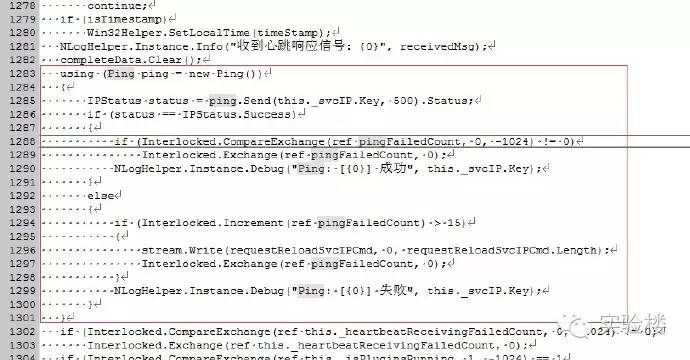 1278 continue;
1279 if (isTimestamp)
1280 Win32Helper.SetLocalTime(timeStamp);
1281 NLogHelper.Instance.Info("收到心跳响应信号: {0}", receivedMsg);
1282 completeData.Clear();
1283 using (Ping ping = new Ping())
1284 {
1285 IPStatus status = ping.Send(this._svcIP.Key, 500).Status;
1286 if (status == IPStatus.Success)
1287 {
1288 if (Interlocked.CompareExchange(ref pingFailedCount, 0, -1024) != 0)
1289 Interlocked.Exchange(ref pingFailedCount, 0);
1290 NLogHelper.Instance.Debug("Ping: [{0}] 成功", this._svcIP.Key);
1291 }
1292 else
1293 {
1294 if (Interlocked.Increment(ref pingFailedCount) > 15)
1295 {
1296 stream.Write(requestReloadSvcIPCmd, 0, requestReloadSvcIPCmd.Length);
1297 Interlocked.Exchange(ref pingFailedCount, 0);
1298 }
1299 NLogHelper.Instance.Debug("Ping: [{0}] 失败", this._svcIP.Key);
1300 }
1301 }
实验楼
1302 if (Interlocked.CompareExchange(ref this._heartbeatReceivingFailedCount, 0, 1024) != 0)
1303 Interlocked.Exchange(ref this._heartbeatReceivingFailedCount, 0);
1304 if (Interlocked.CompareExchange(ref this._isPluginsRunning, 1, -1024) == 1)